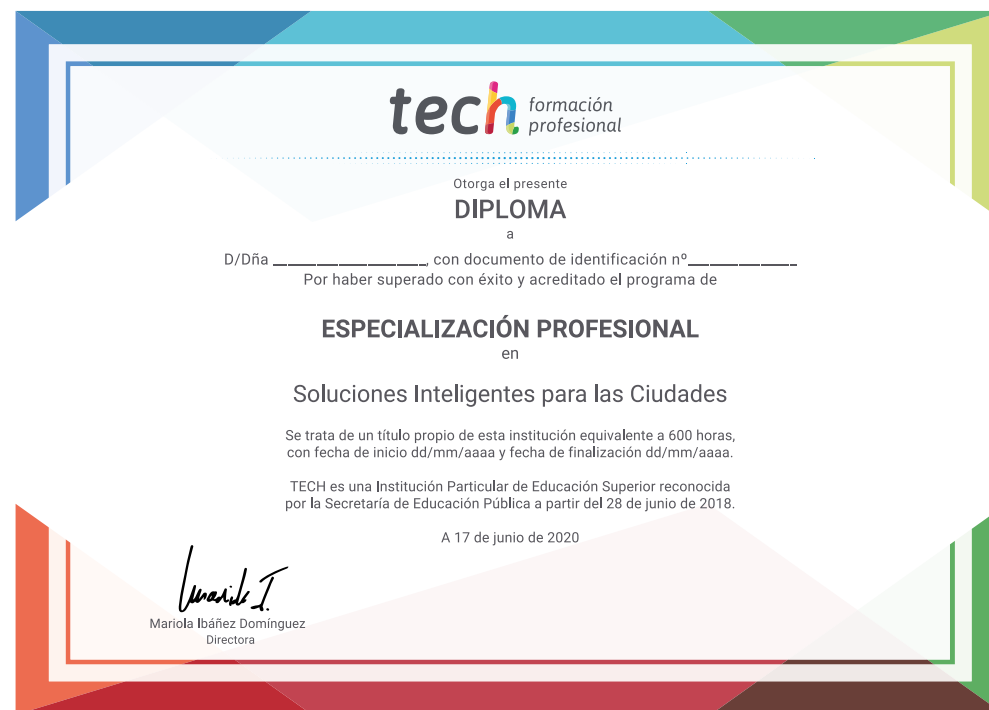 tech formación
profesional
Otorga el presente
DIPLOMA
a
D/Dña ____________________, con documento de identificación nº______________
Por haber superado con éxito y acreditado el programa de
ESPECIALIZACIÓN PROFESIONAL
en
Soluciones Inteligentes para las Ciudades
Se trata de un título propio de esta institución equivalente a 600 horas,
con fecha de inicio dd/mm/aaaa y fecha de finalización dd/mm/aaaa.
TECH es una Institución Particular de Educación Superior reconocida
por la Secretaría de Educación Pública a partir del 28 de junio de 2018.
A 17 de junio de 2020
Mariola Ibáñez Domínguez
Directora